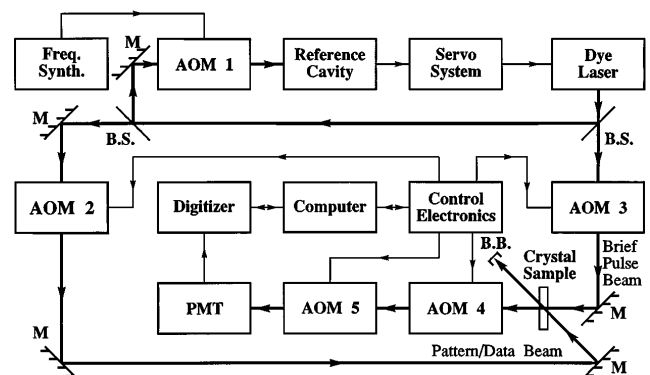 Freq.
Synth.
M
AOM 1
Reference
Cavity
Servo
System
Dye
Laser
M
B.S.
B.S.
AOM 2
Digitizer
Computer
Control
Electronics
AOM 3
B.B.
Crystal
Sample
Brief
Pulse
Beam
PMT
AOM 5
AOM 4
M
M
Pattern/Data Beam
M